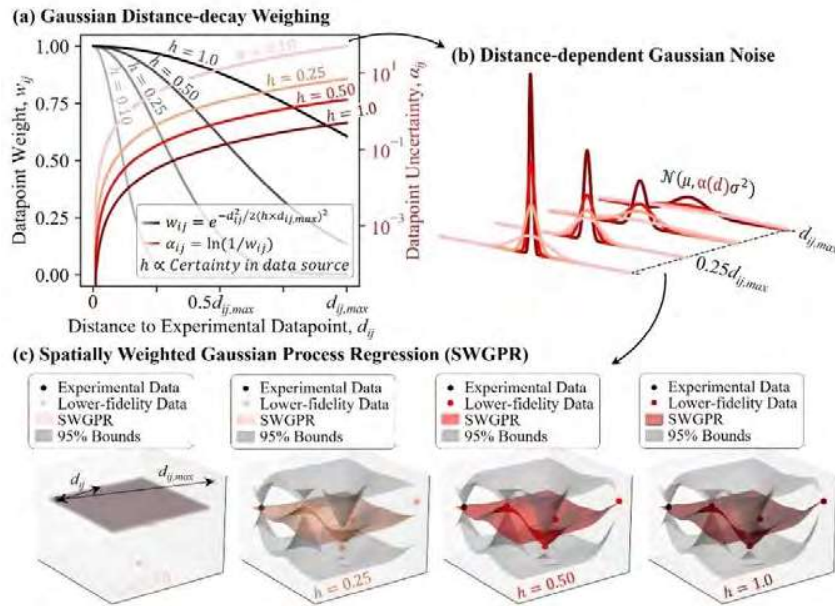 (a) Gaussian Distance-decay Weighing
1.00
0.75
0.50
0.25
0.00
Datapoint Weight, w_ij
h = 1.0
h = 0.50
h = 0.25
h = 0.10
h = 0.10
h = 0.25
h = 0.50
h = 1.0
w_ij = e^{-d_ij^2/2(h×d_ij,max)^2}
α_ij = ln(1/w_ij)
h ∝ Certainty in data source
10^1
10^-1
10^-3
Datapoint Uncertainty, α_ij
0
0.5d_ij,max
d_ij,max
Distance to Experimental Datapoint, d_ij
(b) Distance-dependent Gaussian Noise
𝒩(μ, α(d)σ²)
d_ij,max
0.25d_ij,max
(c) Spatially Weighted Gaussian Process Regression (SWGPR)
Experimental Data
Lower-fidelity Data
SWGPR
95% Bounds
d_ij
d_ij,max
Experimental Data
Lower-fidelity Data
SWGPR
95% Bounds
h = 0.25
Experimental Data
Lower-fidelity Data
SWGPR
95% Bounds
h = 0.50
Experimental Data
Lower-fidelity Data
SWGPR
95% Bounds
h = 1.0